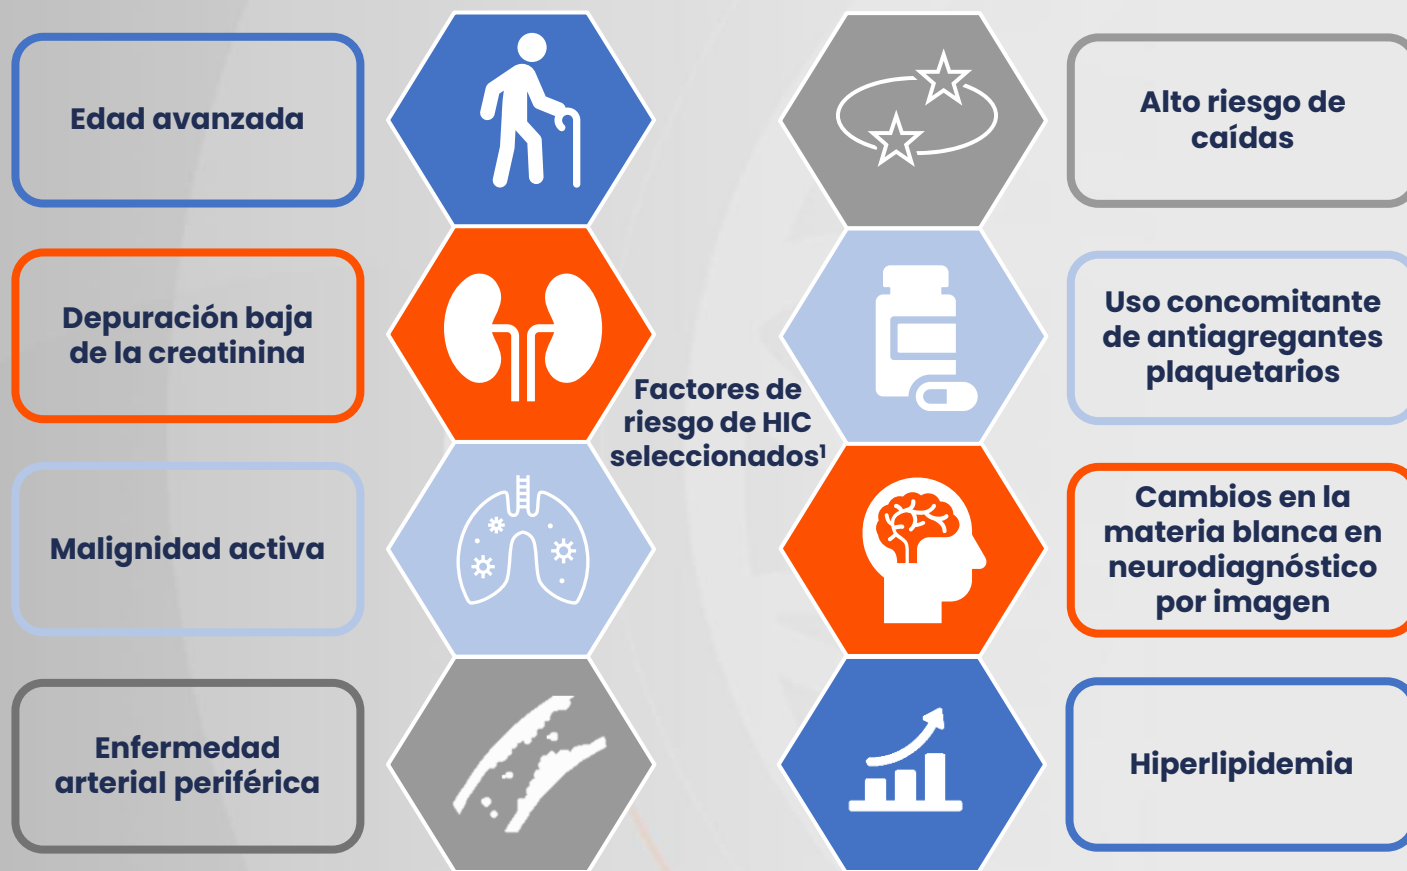 Edad avanzada
Depuración baja
de la creatinina
Malignidad activa
Enfermedad
arterial periférica
Factores de
riesgo de HIC
seleccionados¹
Alto riesgo de
caídas
Uso concomitante
de antiagregantes
plaquetarios
Cambios en la
materia blanca en
neurodiagnóstico
por imagen
Hiperlipidemia